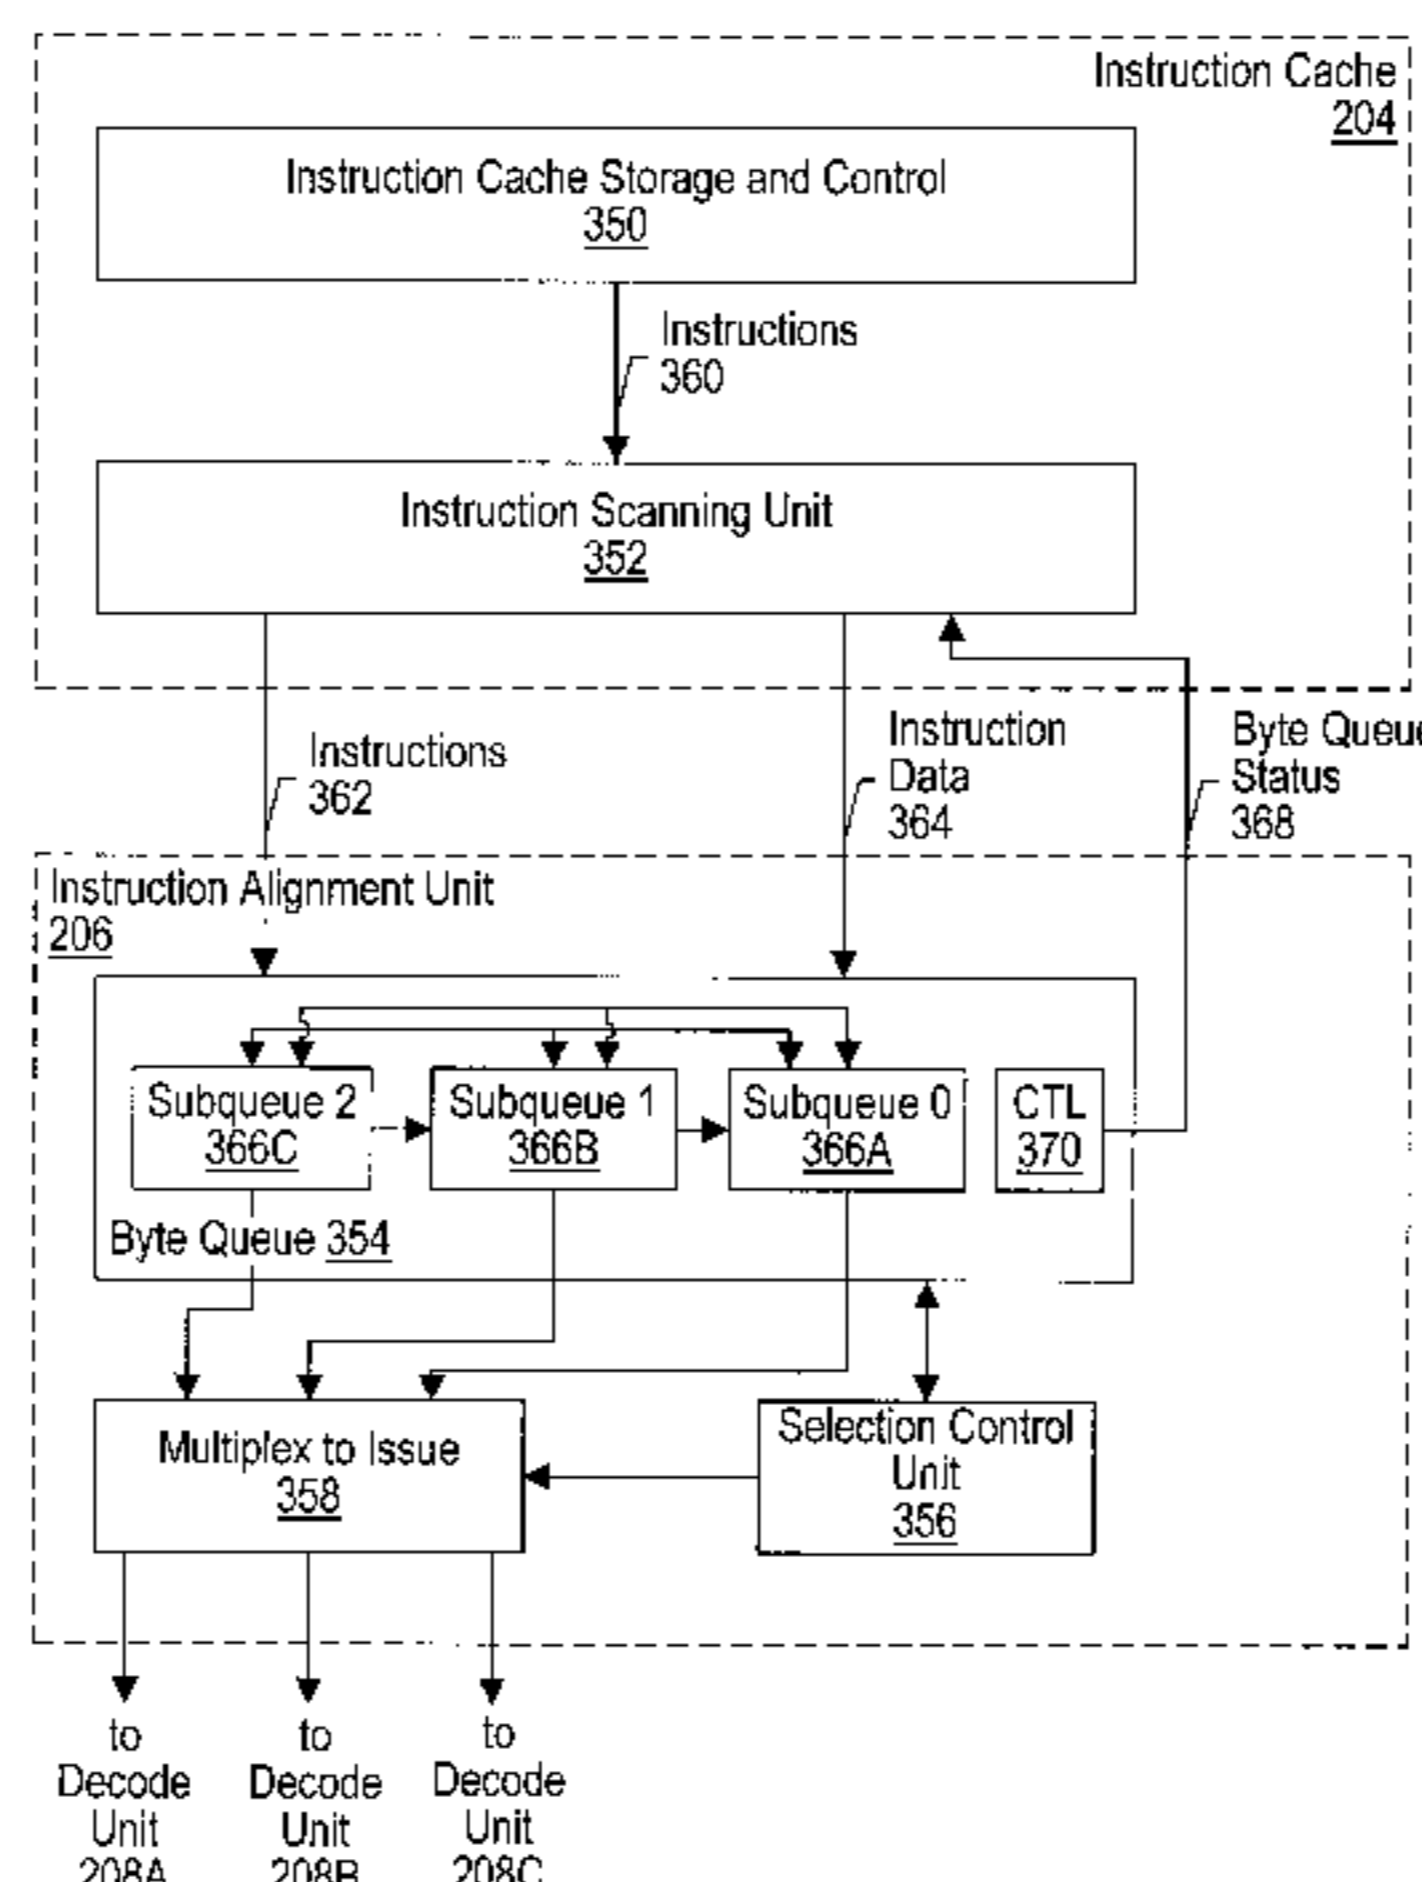 Instruction Cache
204
Instruction Cache Storage and Control
350
Instructions
360
Instruction Scanning Unit
352
Instructions
362
Instruction
Data
364
Byte Queue
Status
368
Instruction Alignment Unit
206
Subqueue 2
366C
Subqueue 1
366B
Subqueue 0
366A
CTL
370
Byte Queue 354
Multiplex to Issue
358
Selection Control
Unit
356
to
Decode
Unit
208A
to
Decode
Unit
208B
to
Decode
Unit
208C